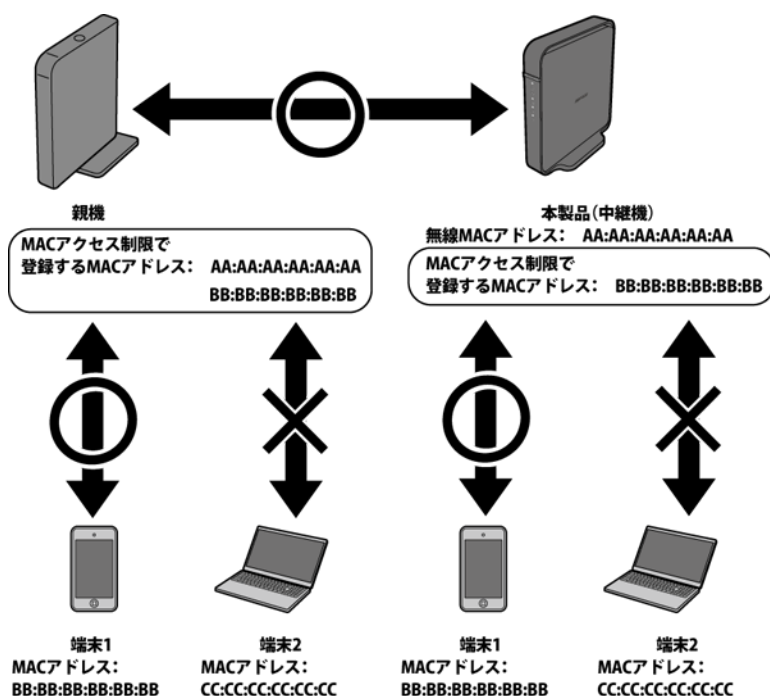 親機
本製品(中継機)
無線MACアドレス: AA:AA:AA:AA:AA:AA
MACアクセス制限で
登録するMACアドレス: AA:AA:AA:AA:AA:AA
BB:BB:BB:BB:BB:BB
MACアクセス制限で
登録するMACアドレス: BB:BB:BB:BB:BB:BB
端末1
MACアドレス:
BB:BB:BB:BB:BB:BB
端末2
MACアドレス:
CC:CC:CC:CC:CC:CC
端末1
MACアドレス:
BB:BB:BB:BB:BB:BB
端末2
MACアドレス:
CC:CC:CC:CC:CC:CC